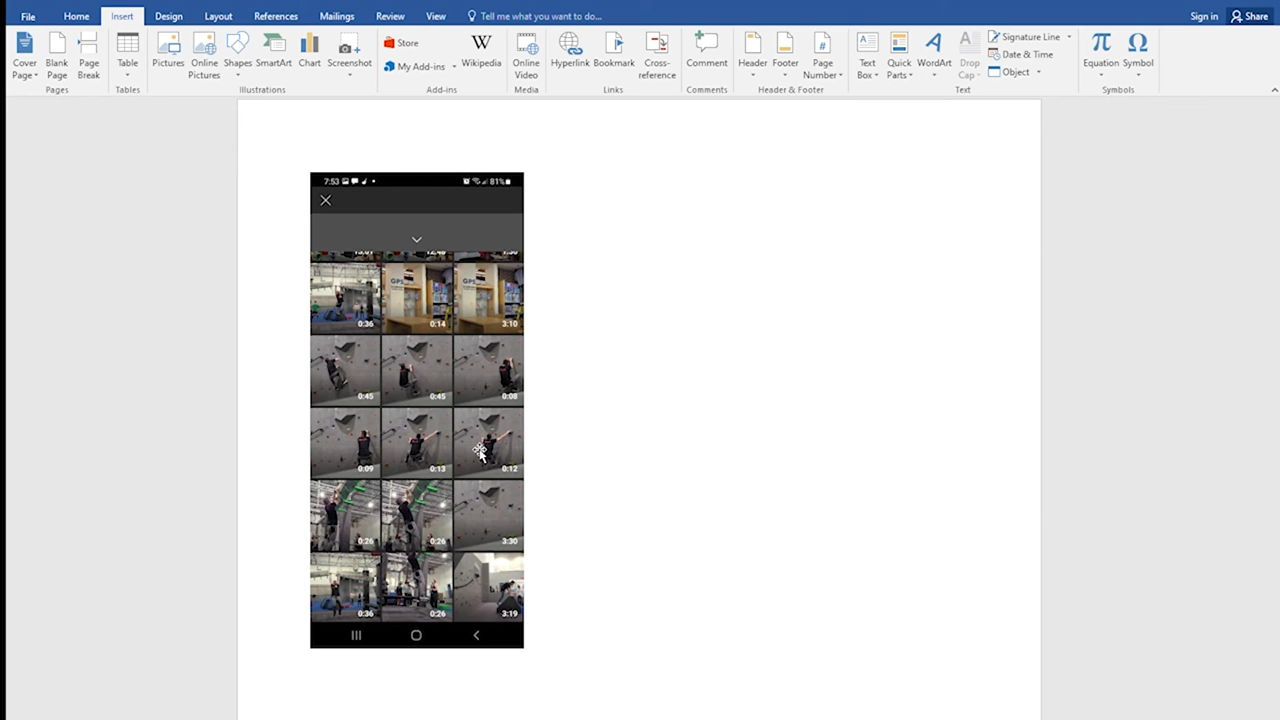 File Home Insert Design Layout References Mailings Review View Tell me what you want to do... Sign in Share
Cover Page
Blank Page
Page Break
Table
Pictures
Online Pictures
Shapes
SmartArt
Chart
Screenshot
Store
My Add-ins
Wikipedia
Online Video
Hyperlink
Bookmark
Cross-reference
Comment
Header
Footer
Page Number
Text Box
Quick Parts
WordArt
Drop Cap
Signature Line
Date & Time
Object
Equation
Symbol
Pages Tables Illustrations Add-ins Media Links Comments Header & Footer Text Symbols
7:53 81%
GPS GPS
0:36 0:14 3:10
0:45 0:45 0:08
0:09 0:13 0:12
0:26 0:26 3:30
0:36 0:26 3:19